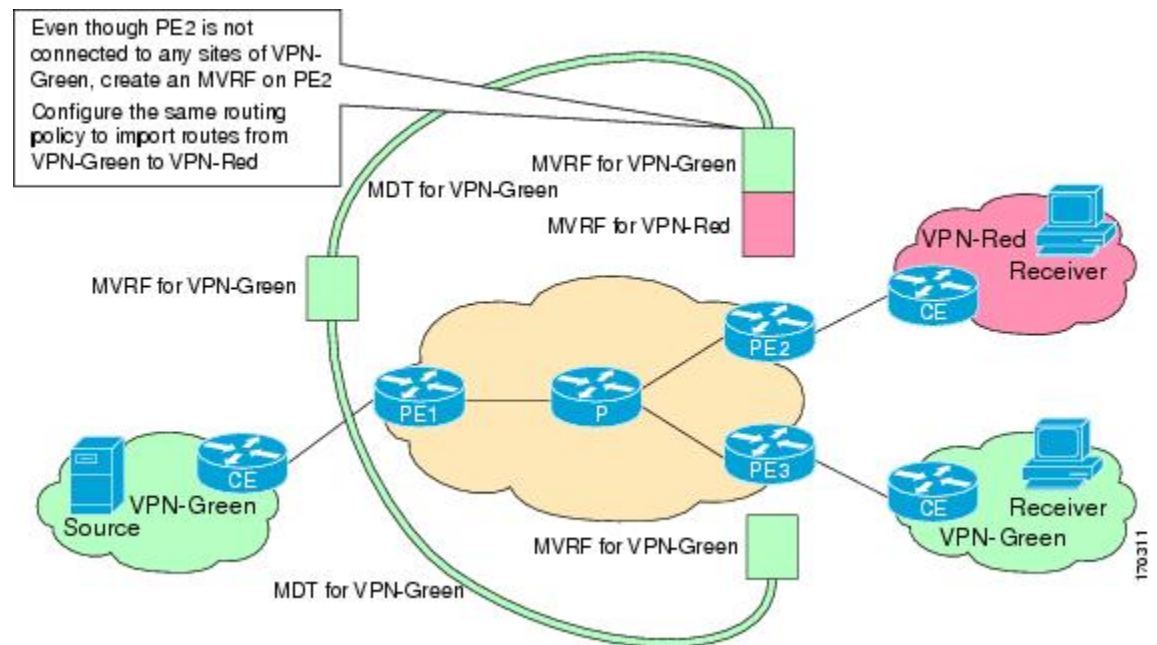 Even though PE2 is not
connected to any sites of VPN-
Green, create an MVRF on PE2
Configure the same routing
policy to import routes from
VPN-Green to VPN-Red
MVRF for VPN-Green
MDT for VPN-Green
MVRF for VPN-Red
VPN-Red
Receiver
CE
MVRF for VPN-Green
PE2
PE1
P
PE3
CE
VPN-Green
Source
CE
Receiver
VPN-Green
MVRF for VPN-Green
MDT for VPN-Green
170311